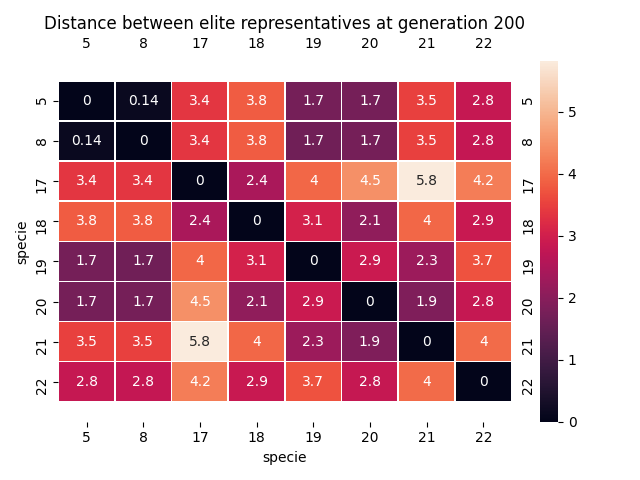 Distance between elite representatives at generation 200
5 8 17 18 19 20 21 22
5 0 0.14 3.4 3.8 1.7 1.7 3.5 2.8 5
8 0.14 0 3.4 3.8 1.7 1.7 3.5 2.8 8
17 3.4 3.4 0 2.4 4 4.5 5.8 4.2 17
18 3.8 3.8 2.4 0 3.1 2.1 4 2.9 18
19 1.7 1.7 4 3.1 0 2.9 2.3 3.7 19
20 1.7 1.7 4.5 2.1 2.9 0 1.9 2.8 20
21 3.5 3.5 5.8 4 2.3 1.9 0 4 21
22 2.8 2.8 4.2 2.9 3.7 2.8 4 0 22
5 8 17 18 19 20 21 22
specie
specie
5
4
3
2
1
0